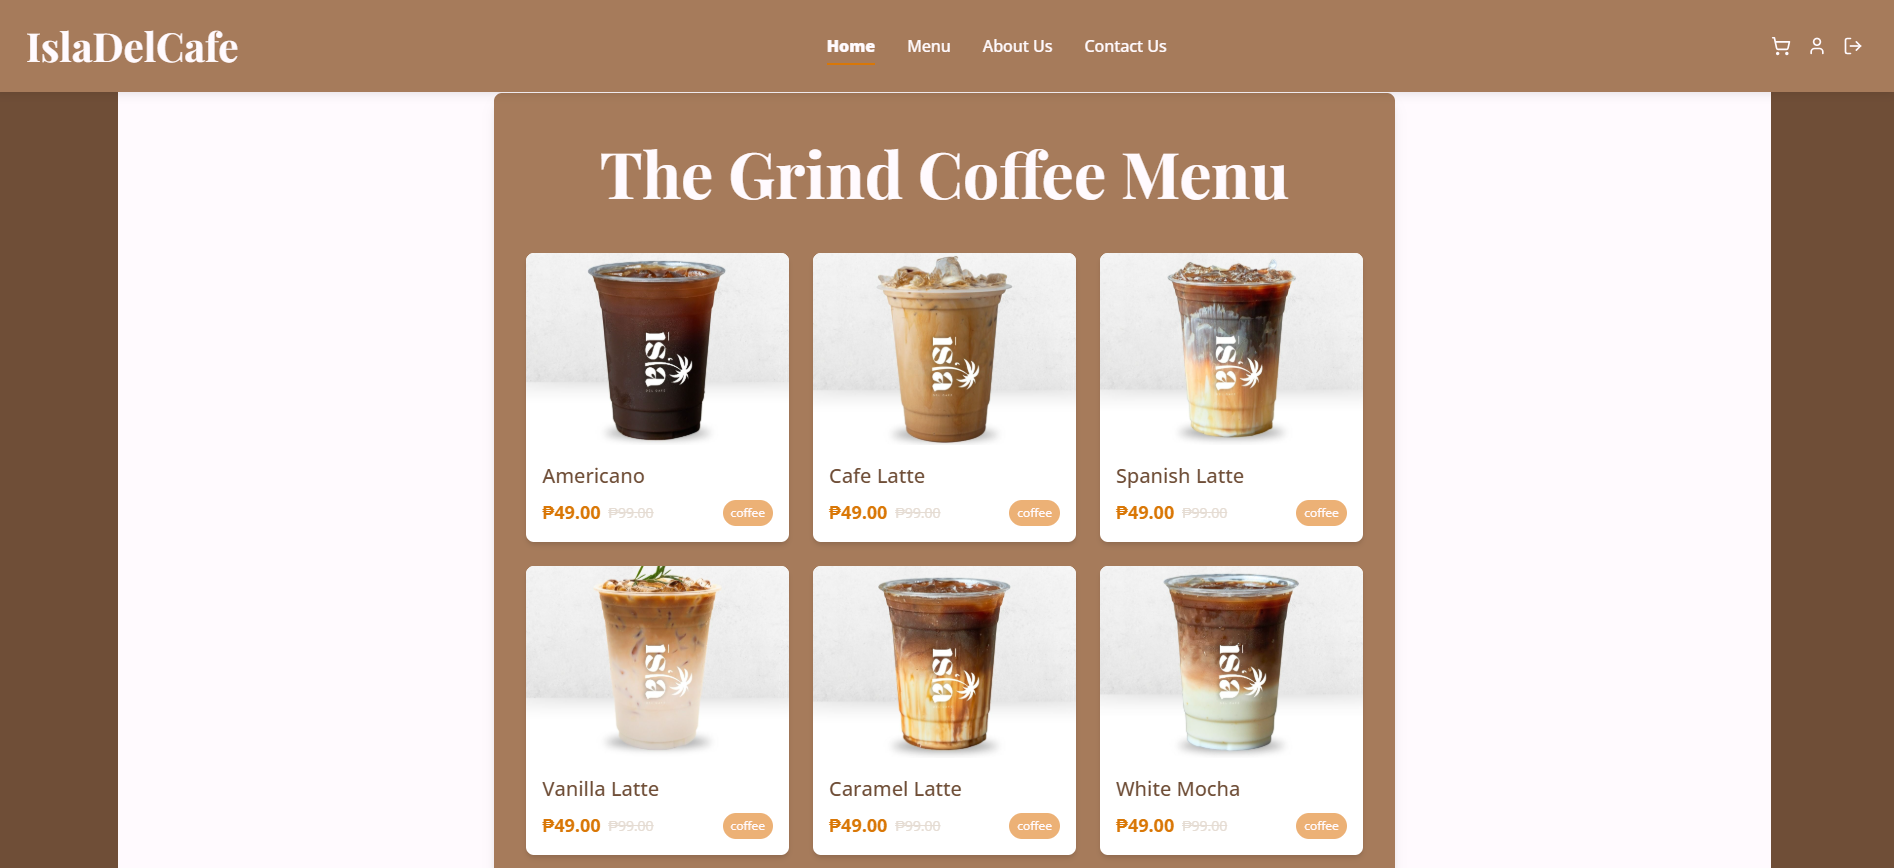 IslaDelCafe
Home Menu About Us Contact Us
The Grind Coffee Menu
isla
isla
isla
Americano
₱49.00 ₱99.00 coffee
Cafe Latte
₱49.00 ₱99.00 coffee
Spanish Latte
₱49.00 ₱99.00 coffee
isla
isla
isla
Vanilla Latte
₱49.00 ₱99.00 coffee
Caramel Latte
₱49.00 ₱99.00 coffee
White Mocha
₱49.00 ₱99.00 coffee